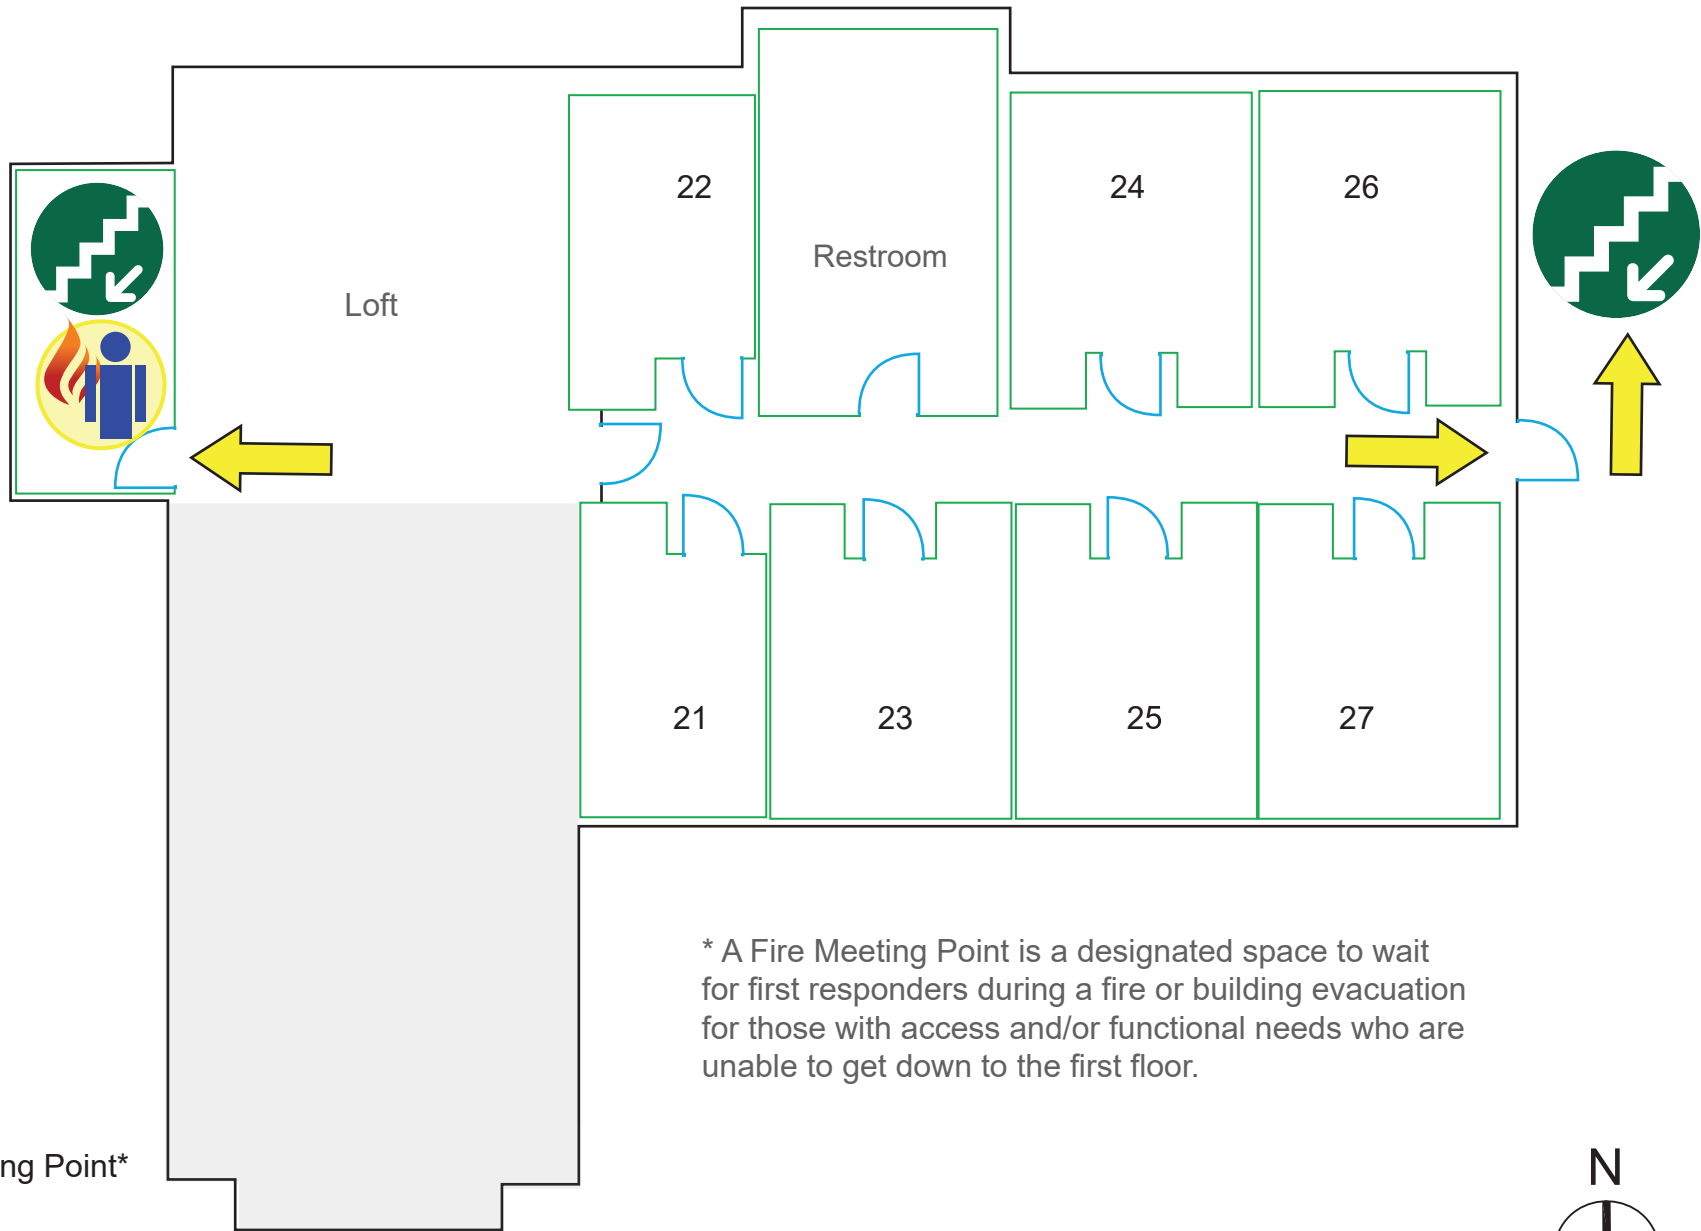 22
24
26
Restroom
Loft
21
23
25
27
* A Fire Meeting Point is a designated space to wait
for first responders during a fire or building evacuation
for those with access and/or functional needs who are
unable to get down to the first floor.
ng Point*
N